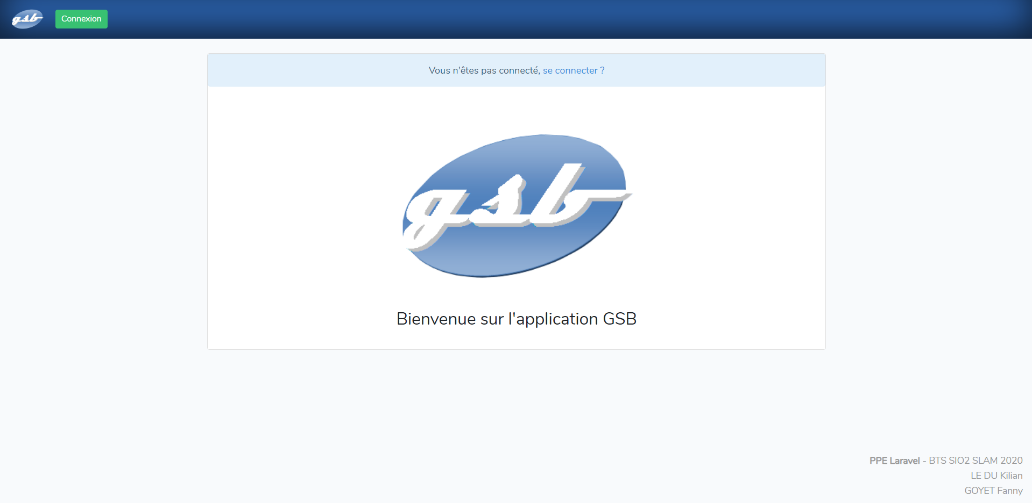 gsb Connexion
Vous n'êtes pas connecté, se connecter ?
gsb
Bienvenue sur l'application GSB
PPE Laravel - BTS SIO2 SLAM 2020
LE DU Kilian
GOYET Fanny